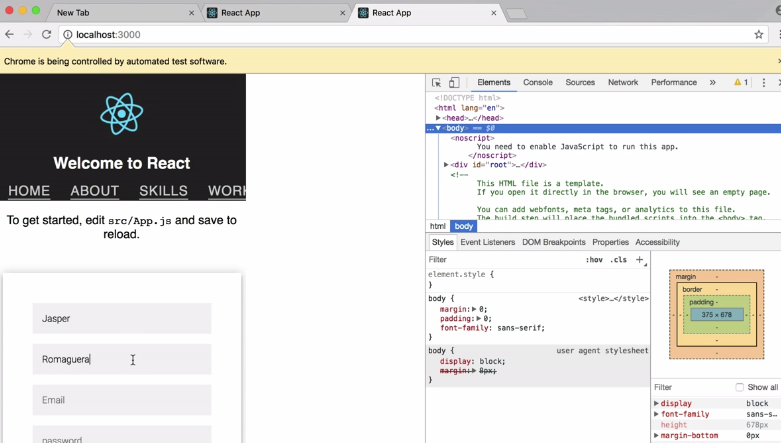 New Tab
React App
React App
localhost:3000
Chrome is being controlled by automated test software.
Welcome to React
HOME ABOUT SKILLS WORK
To get started, edit src/App.js and save to
reload.
Jasper
Romaguera
Email
password
Elements Console Sources Network Performance » 1
<!DOCTYPE html>
<html lang="en">
▶<head>…</head>
…▼<body> == $0
<noscript>
You need to enable JavaScript to run this app.
</noscript>
▶<div id="root">…</div>
<!--
This HTML file is a template.
If you open it directly in the browser, you will see an empty page.
You can add webfonts, meta tags, or analytics to this file.
The build step will place the bundled scripts into the <body> tag.
html body
Styles Event Listeners DOM Breakpoints Properties Accessibility
Filter :hov .cls +
element.style {
}
body { <style>…</style>
margin:▶ 0;
padding:▶ 0;
font-family: sans-serif;
}
body { user agent stylesheet
display: block;
margin:▶ 8px;
}
margin -
border -
padding -
- - - 375 × 678 - - -
-
-
-
Filter Show all
▶ display block
▶ font-family sans-s…
height 678px
▶ margin-bottom 0px